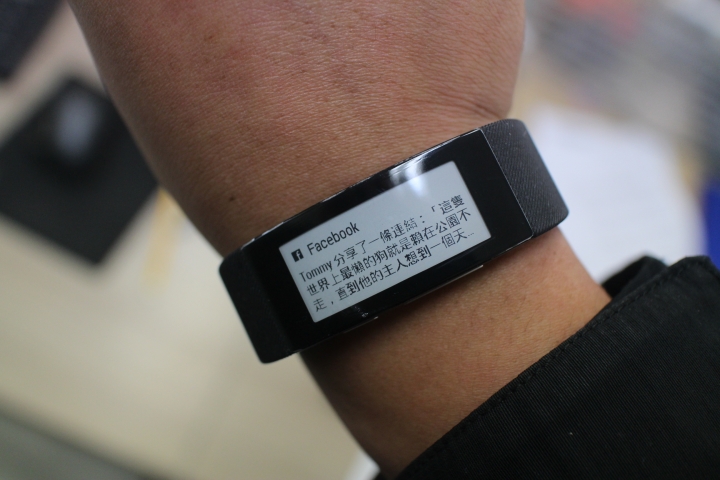 Facebook
Tommy 分享了一條連結：「這隻
世界上最懶的狗就是賴在公園不
走，直到他的主人想到一個天...